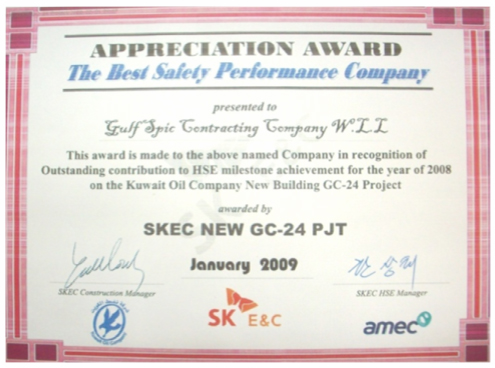 APPRECIATION AWARD
The Best Safety Performance Company
presented to
Gulf Spic Contracting Company W.L.L
This award is made to the above named Company in recognition of
Outstanding contribution to HSE milestone achievement for the year of 2008
on the Kuwait Oil Company New Building GC-24 Project
awarded by
SKEC NEW GC-24 PJT
January 2009
SKEC Construction Manager
SKEC HSE Manager
SK E&C
amec
SK